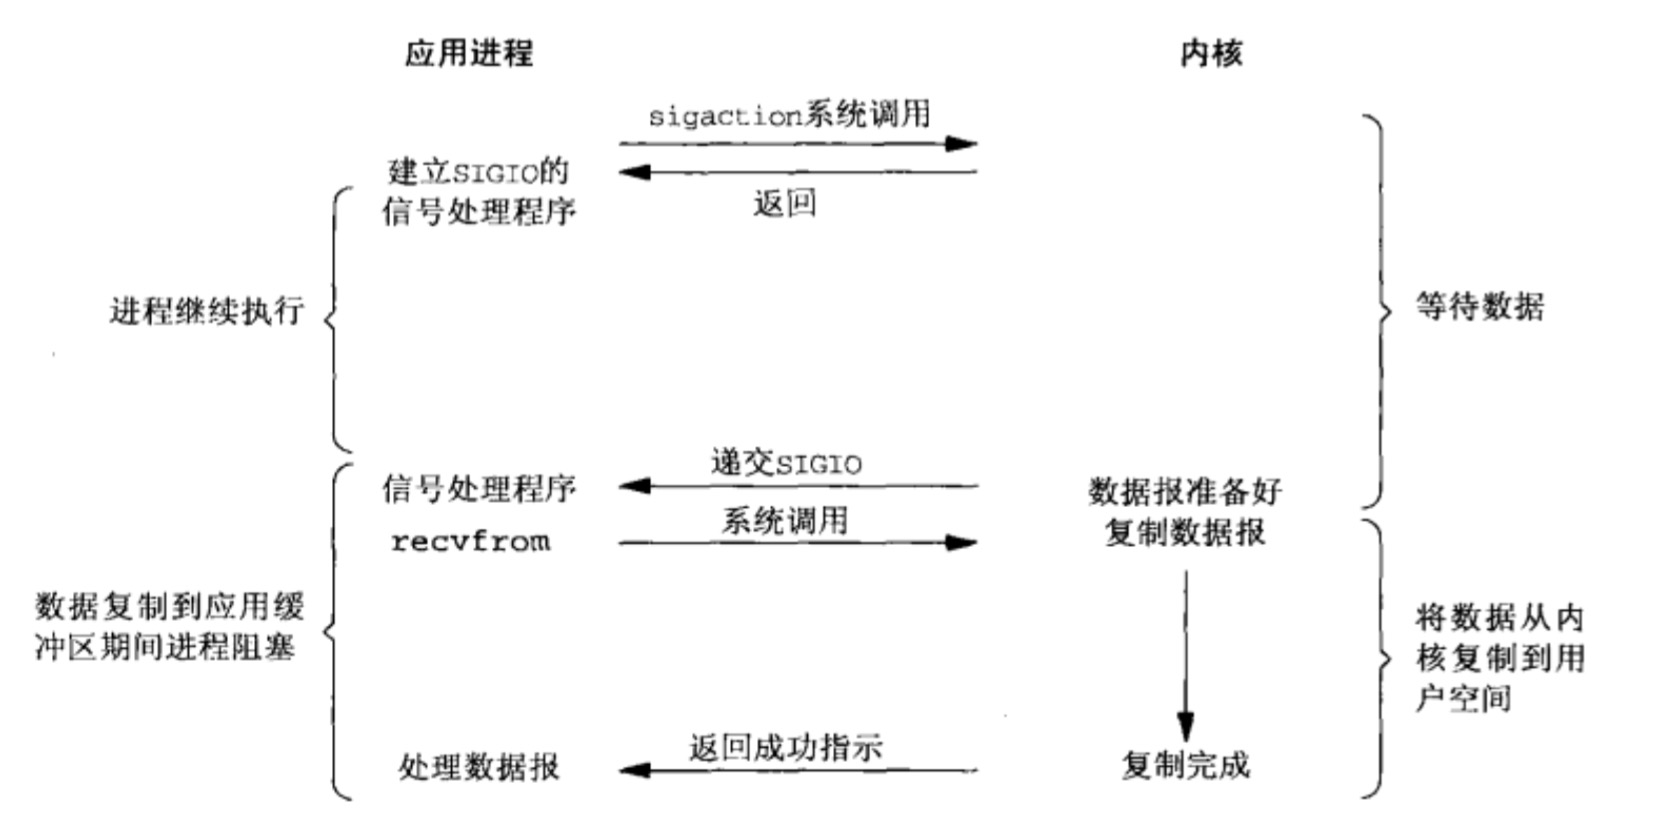 应用进程
内核
sigaction系统调用
建立SIGIO的
信号处理程序
返回
进程继续执行
等待数据
递交SIGIO
信号处理程序
数据报准备好
系统调用
recvfrom
复制数据报
数据复制到应用缓
冲区期间进程阻塞
将数据从内
核复制到用
户空间
返回成功指示
处理数据报
复制完成